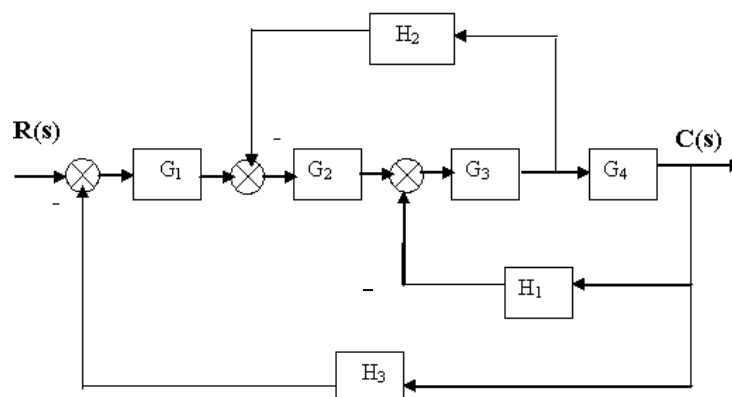 H₂
R(s)
C(s)
-
G₁
G₂
G₃
G₄
-
-
H₁
H₃